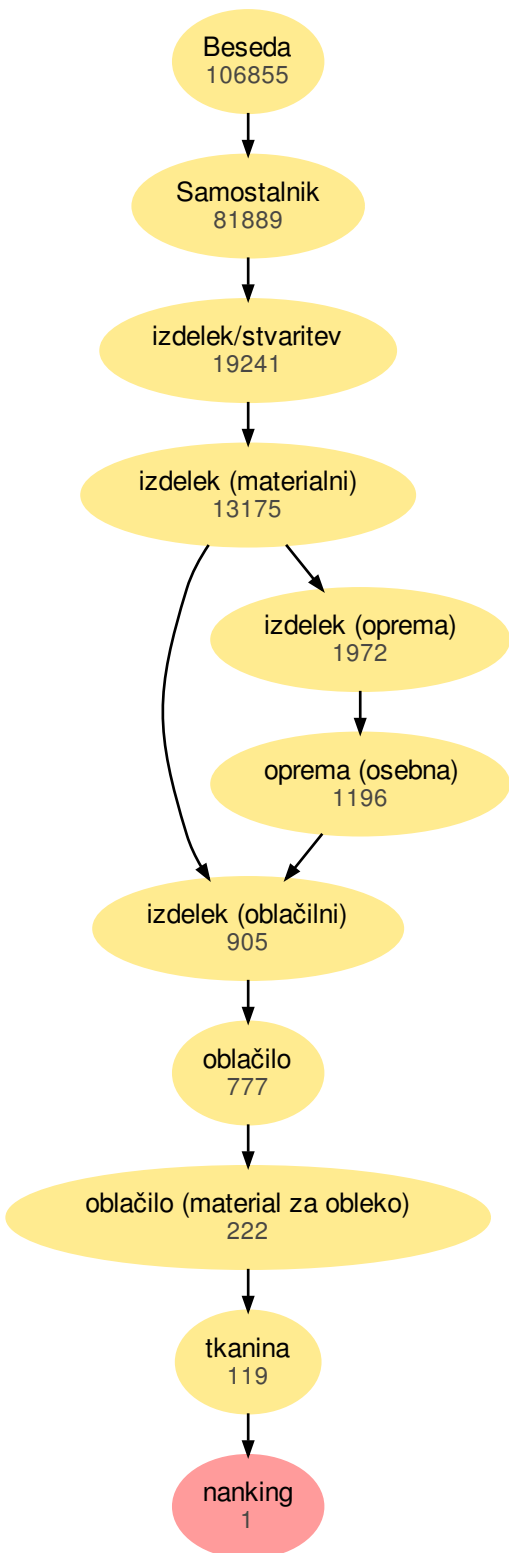 Beseda
106855
Samostalnik
81889
izdelek/stvaritev
19241
izdelek (materialni)
13175
izdelek (oprema)
1972
oprema (osebna)
1196
izdelek (oblačilni)
905
oblačilo
777
oblačilo (material za obleko)
222
tkanina
119
nanking
1